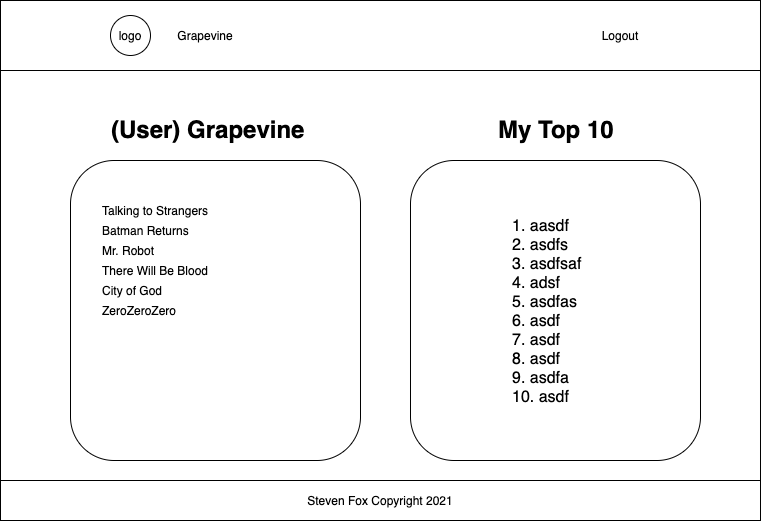 logo
Grapevine
Logout
(User) Grapevine
Talking to Strangers
Batman Returns
Mr. Robot
There Will Be Blood
City of God
ZeroZeroZero
My Top 10
1. aasdf
2. asdfs
3. asdfsaf
4. adsf
5. asdfas
6. asdf
7. asdf
8. asdf
9. asdfa
10. asdf
Steven Fox Copyright 2021